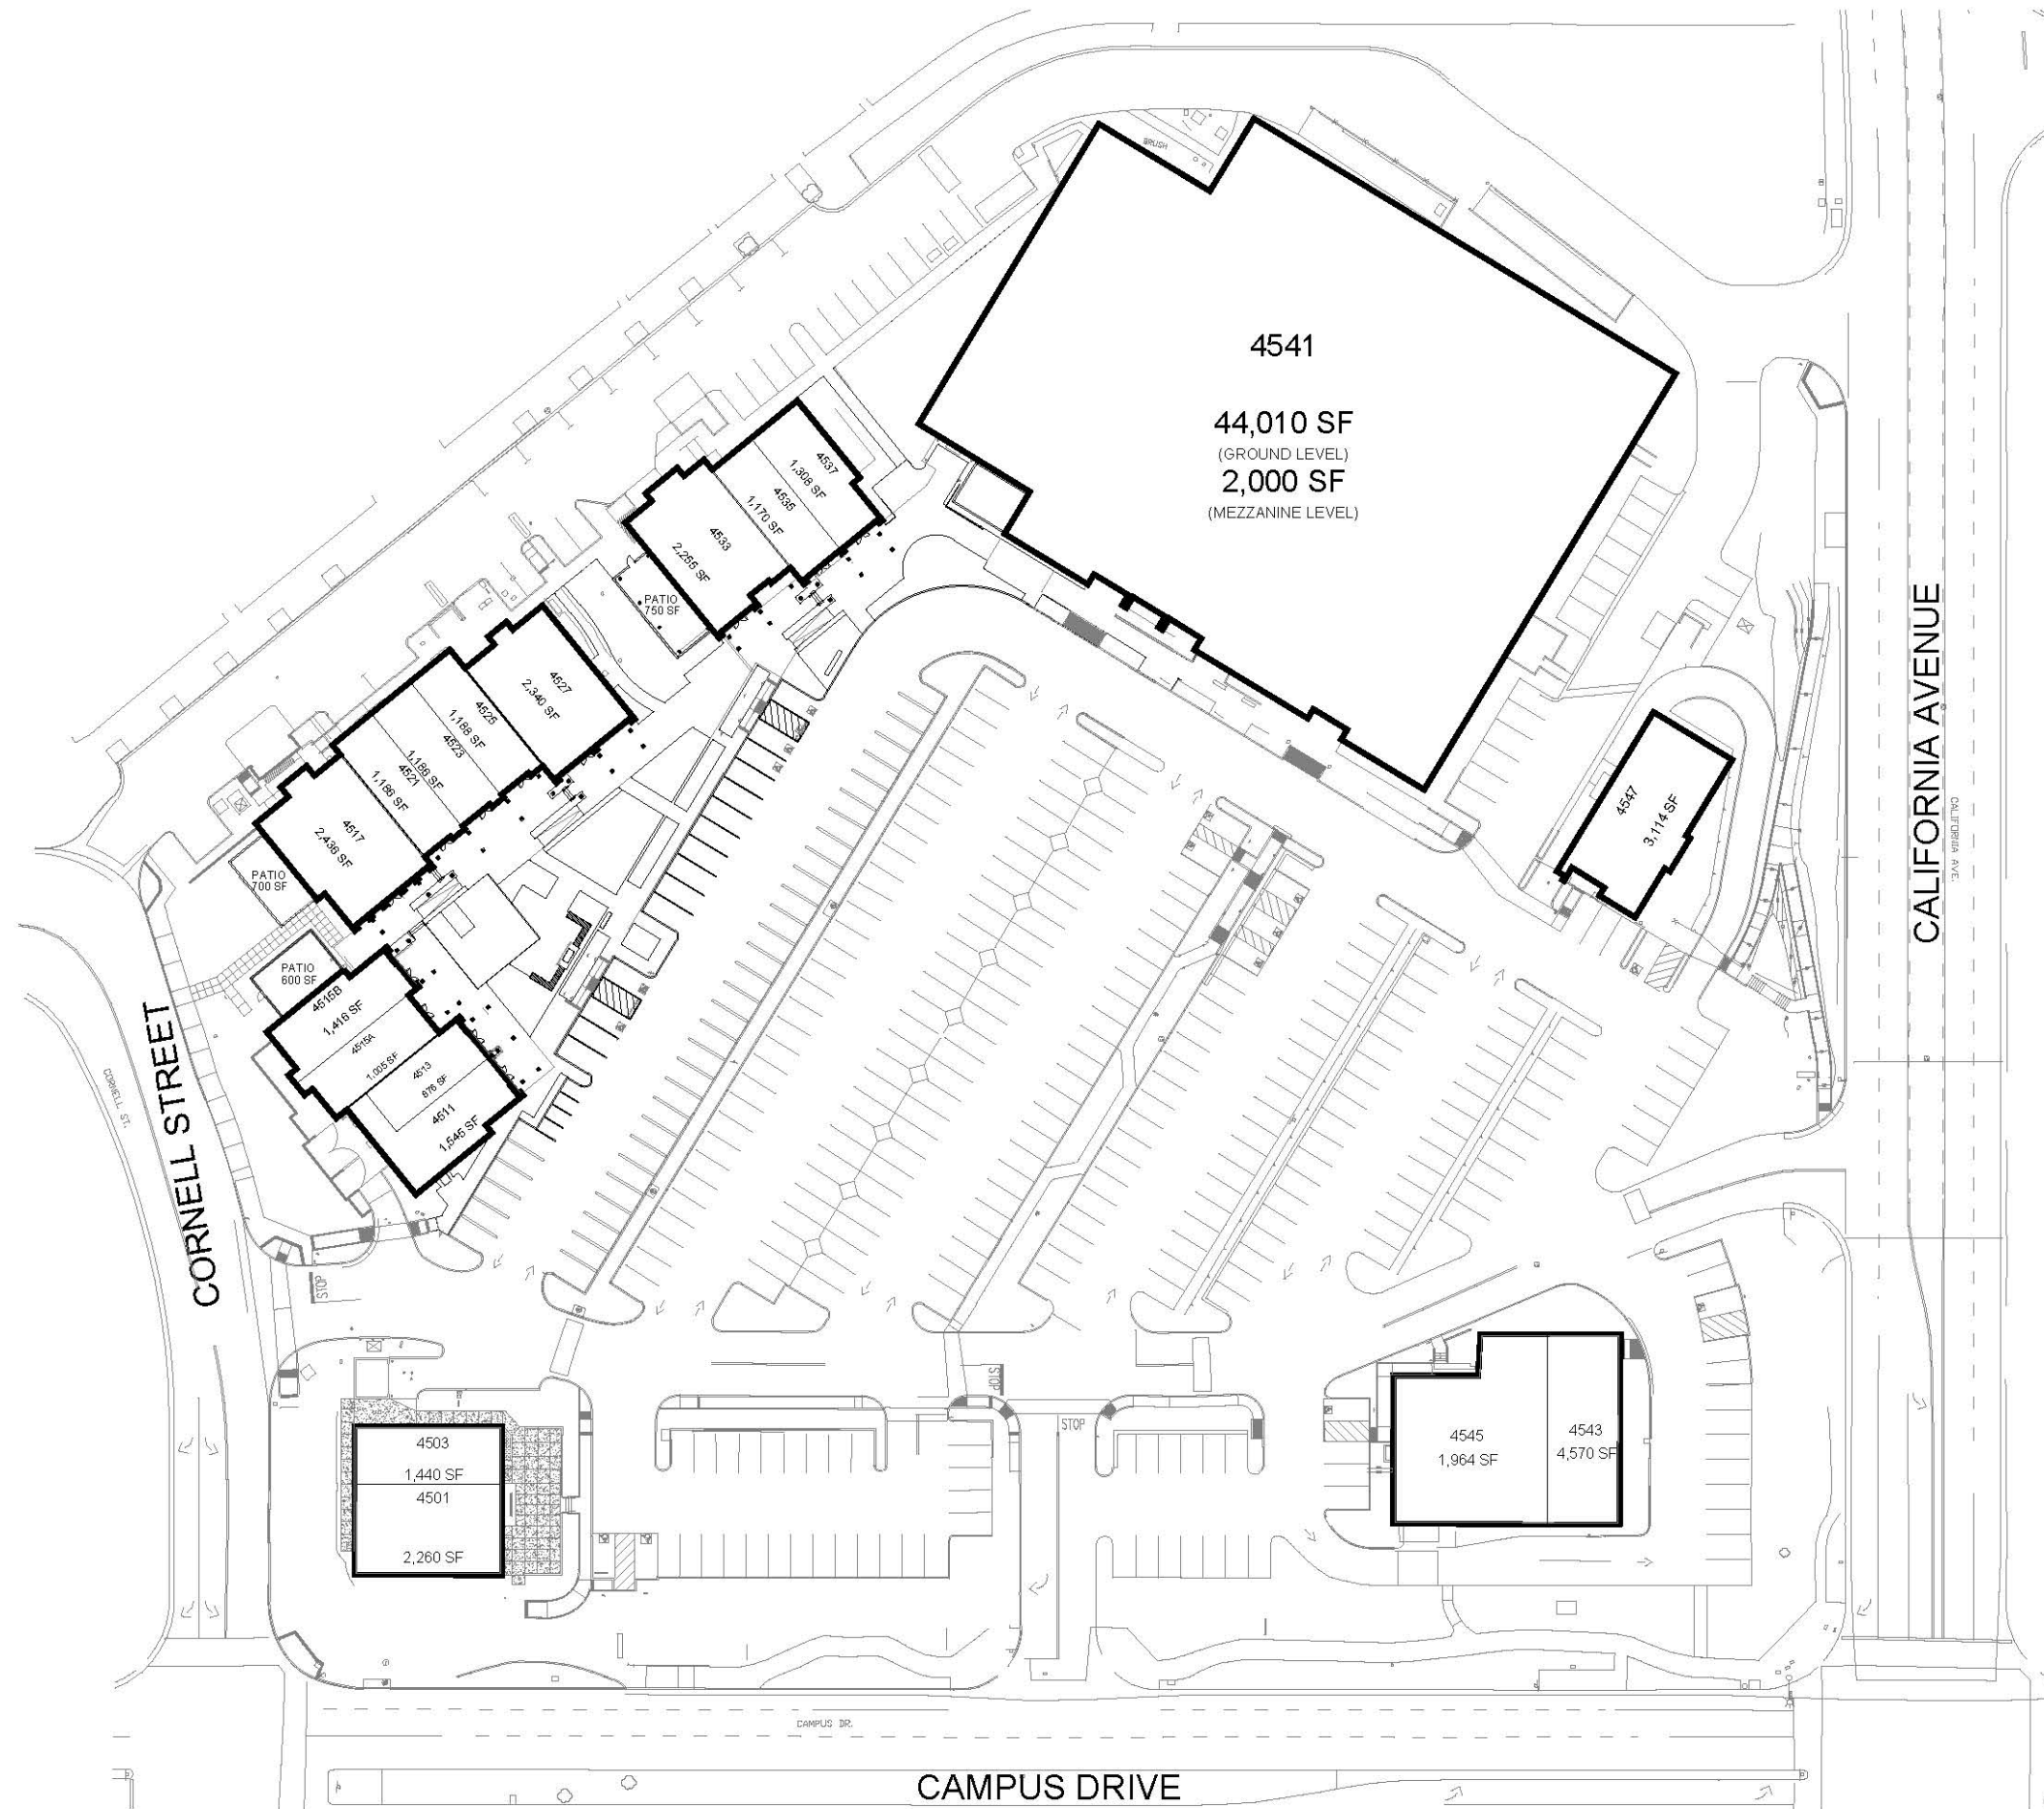 BRUSH
4541
44,010 SF
(GROUND LEVEL)
2,000 SF
(MEZZANINE LEVEL)
4537
1,308 SF
4535
1,170 SF
4533
2,255 SF
PATIO
750 SF
4527
2,340 SF
4525
1,188 SF
4523
1,186 SF
4521
1,186 SF
4517
2,436 SF
PATIO
700 SF
PATIO
600 SF
4515B
1,416 SF
4515A
1,005 SF
4513
876 SF
4511
1,545 SF
4547
3,114 SF
CALIFORNIA AVENUE
CALIFORNIA AVE.
CORNELL STREET
CORNELL ST.
STOP
STOP
STOP
4503
1,440 SF
4501
2,260 SF
4545
1,964 SF
4543
4,570 SF
CAMPUS DR.
CAMPUS DRIVE